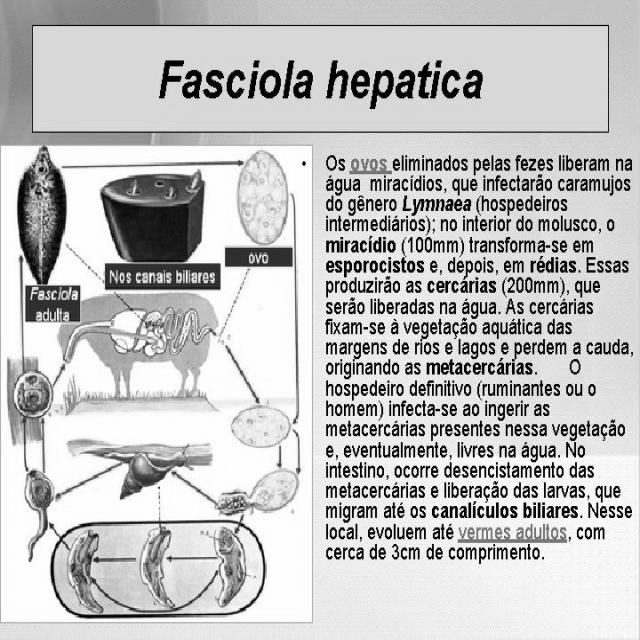 Fasciola hepatica
• Os ovos eliminados pelas fezes liberam na
água miracídios, que infectarão caramujos
do gênero Lymnaea (hospedeiros
intermediários); no interior do molusco, o
miracídio (100mm) transforma-se em
esporocistos e, depois, em rédias. Essas
produzirão as cercárias (200mm), que
serão liberadas na água. As cercárias
fixam-se à vegetação aquática das
margens de rios e lagos e perdem a cauda,
originando as metacercárias. O
hospedeiro definitivo (ruminantes ou o
homem) infecta-se ao ingerir as
metacercárias presentes nessa vegetação
e, eventualmente, livres na água. No
intestino, ocorre desencistamento das
metacercárias e liberação das larvas, que
migram até os canalículos biliares. Nesse
local, evoluem até vermes adultos, com
cerca de 3cm de comprimento.
ovo
Nos canais biliares
Fasciola
adulta